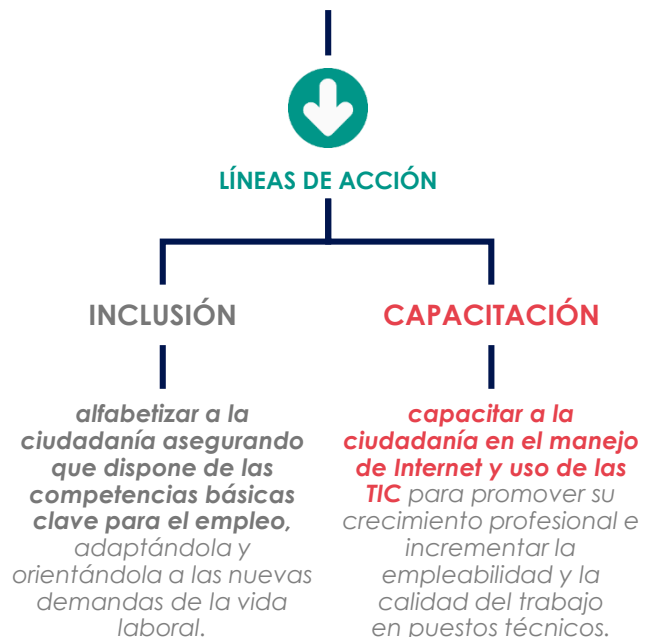 LÍNEAS DE ACCIÓN
INCLUSIÓN
alfabetizar a la
ciudadanía asegurando
que dispone de las
competencias básicas
clave para el empleo,
adaptándola y
orientándola a las nuevas
demandas de la vida
laboral.
CAPACITACIÓN
capacitar a la
ciudadanía en el manejo
de Internet y uso de las
TIC para promover su
crecimiento profesional e
incrementar la
empleabilidad y la
calidad del trabajo
en puestos técnicos.